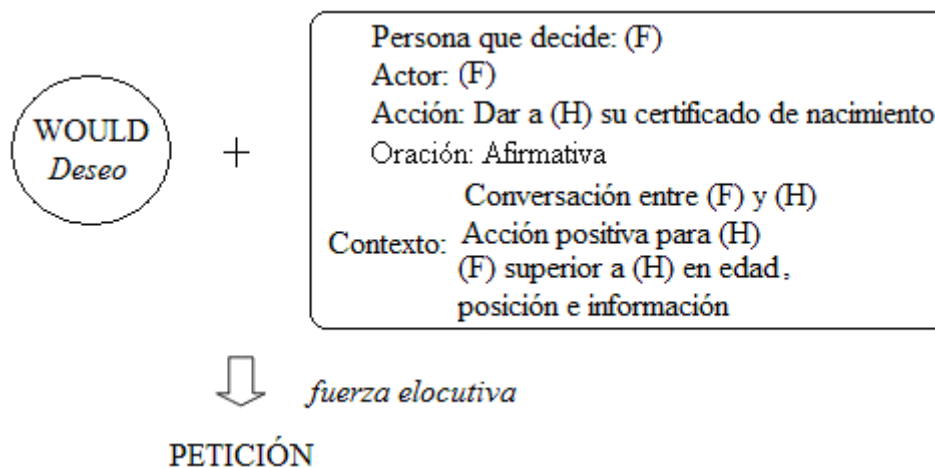 WOULD
Deseo
+
Persona que decide: (F)
Actor: (F)
Acción: Dar a (H) su certificado de nacimiento
Oración: Afirmativa
Contexto:
Conversación entre (F) y (H)
Acción positiva para (H)
(F) superior a (H) en edad,
posición e información
fuerza elocutiva
PETICIÓN